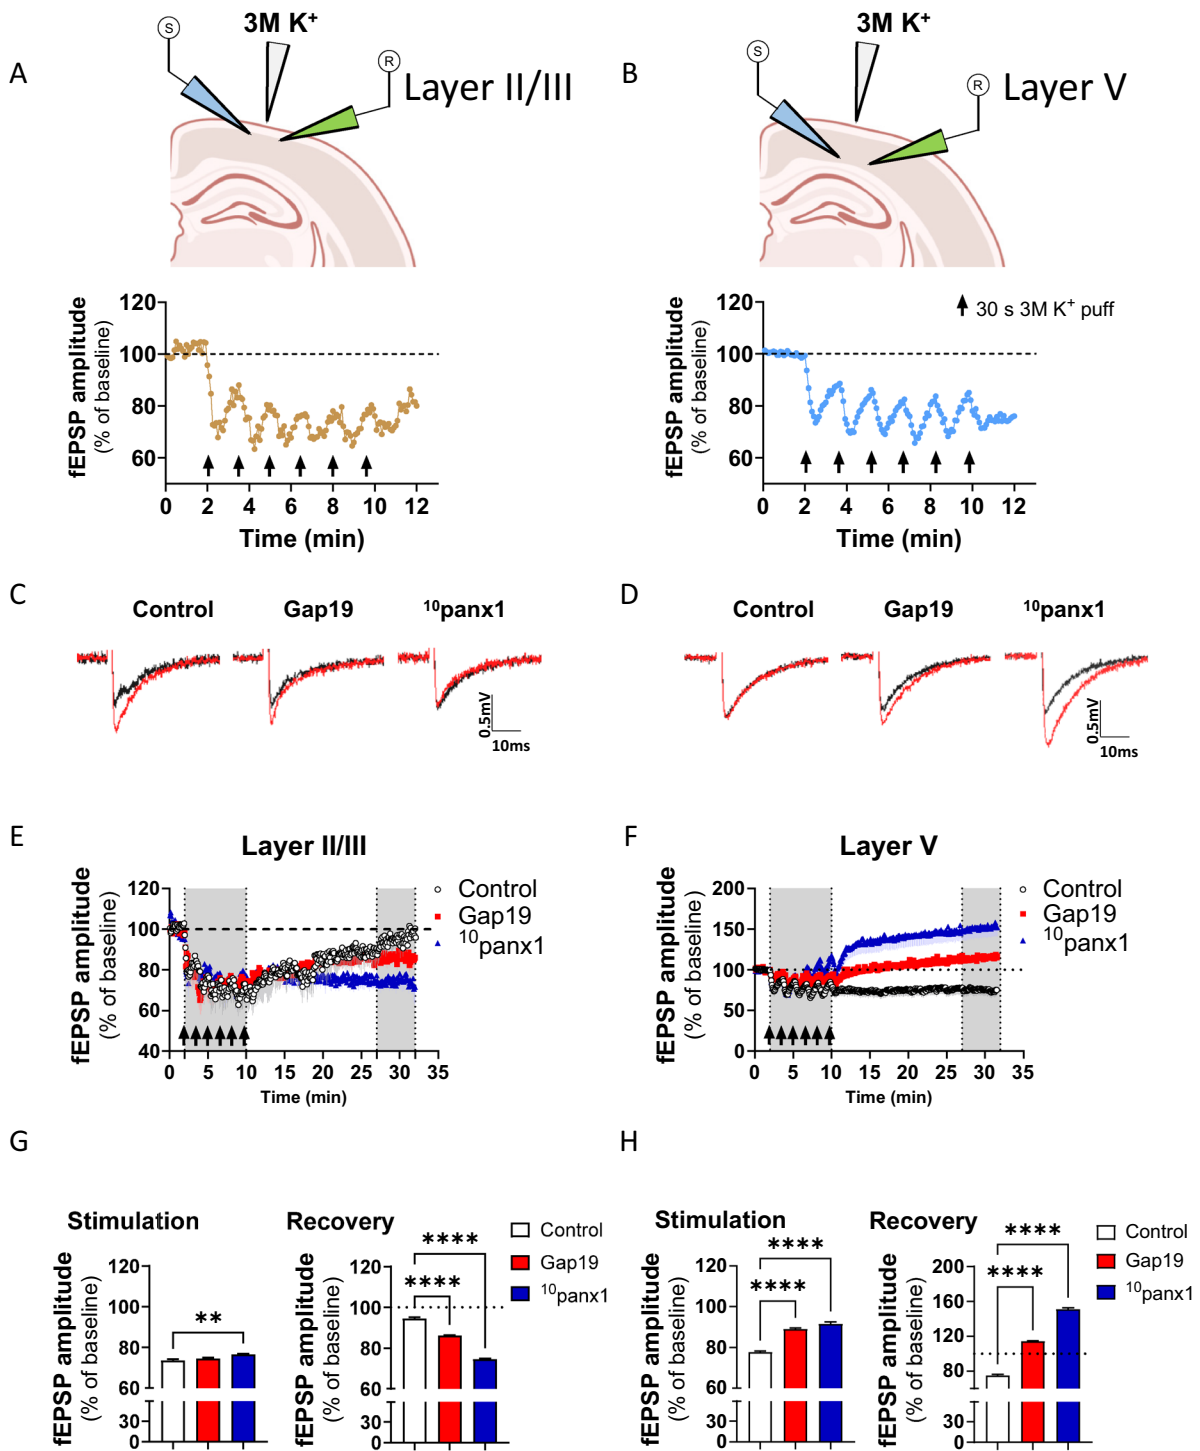 A
S
3M K⁺
R
Layer II/III
B
S
3M K⁺
R
Layer V
fEPSP amplitude
(% of baseline)
120
100
80
60
0 2 4 6 8 10 12
Time (min)
fEPSP amplitude
(% of baseline)
120
100
80
60
0 2 4 6 8 10 12
Time (min)
30 s 3M K⁺ puff
C
Control Gap19 ¹⁰panx1
0.5mV
10ms
D
Control Gap19 ¹⁰panx1
0.5mV
10ms
E
Layer II/III
fEPSP amplitude
(% of baseline)
120
100
80
60
40
0 5 10 15 20 25 30 35
Time (min)
Control
Gap19
¹⁰panx1
F
Layer V
fEPSP amplitude
(% of baseline)
200
150
100
50
0
0 5 10 15 20 25 30 35
Time (min)
Control
Gap19
¹⁰panx1
G
Stimulation
fEPSP amplitude
(% of baseline)
120
100
80
60
30
0
**
Recovery
fEPSP amplitude
(% of baseline)
120
100
80
60
30
0
****
****
Control
Gap19
¹⁰panx1
H
Stimulation
fEPSP amplitude
(% of baseline)
120
100
80
60
30
0
****
****
Recovery
fEPSP amplitude
(% of baseline)
200
160
120
80
30
0
****
****
Control
Gap19
¹⁰panx1